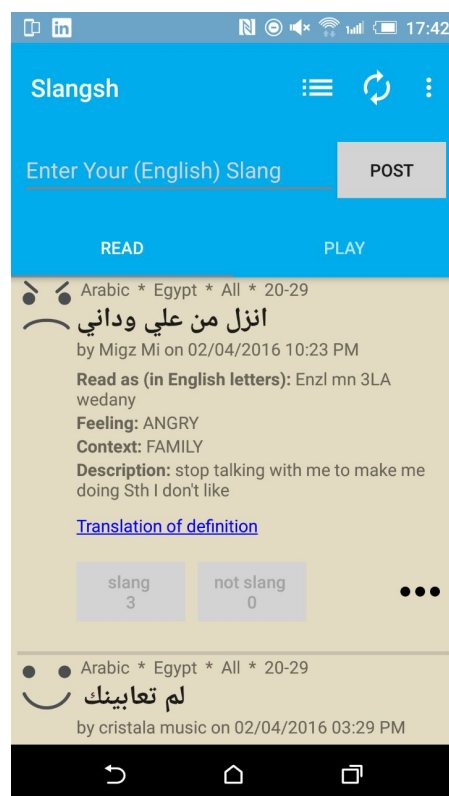 17:42
Slangsh
Enter Your (English) Slang
POST
READ
PLAY
Arabic * Egypt * All * 20-29
انزل من علي وداني
by Migz Mi on 02/04/2016 10:23 PM
Read as (in English letters): Enzl mn 3LA
wedany
Feeling: ANGRY
Context: FAMILY
Description: stop talking with me to make me
doing Sth I don't like
Translation of definition
slang
3
not slang
0
Arabic * Egypt * All * 20-29
لم تعابينك
by cristala music on 02/04/2016 03:29 PM